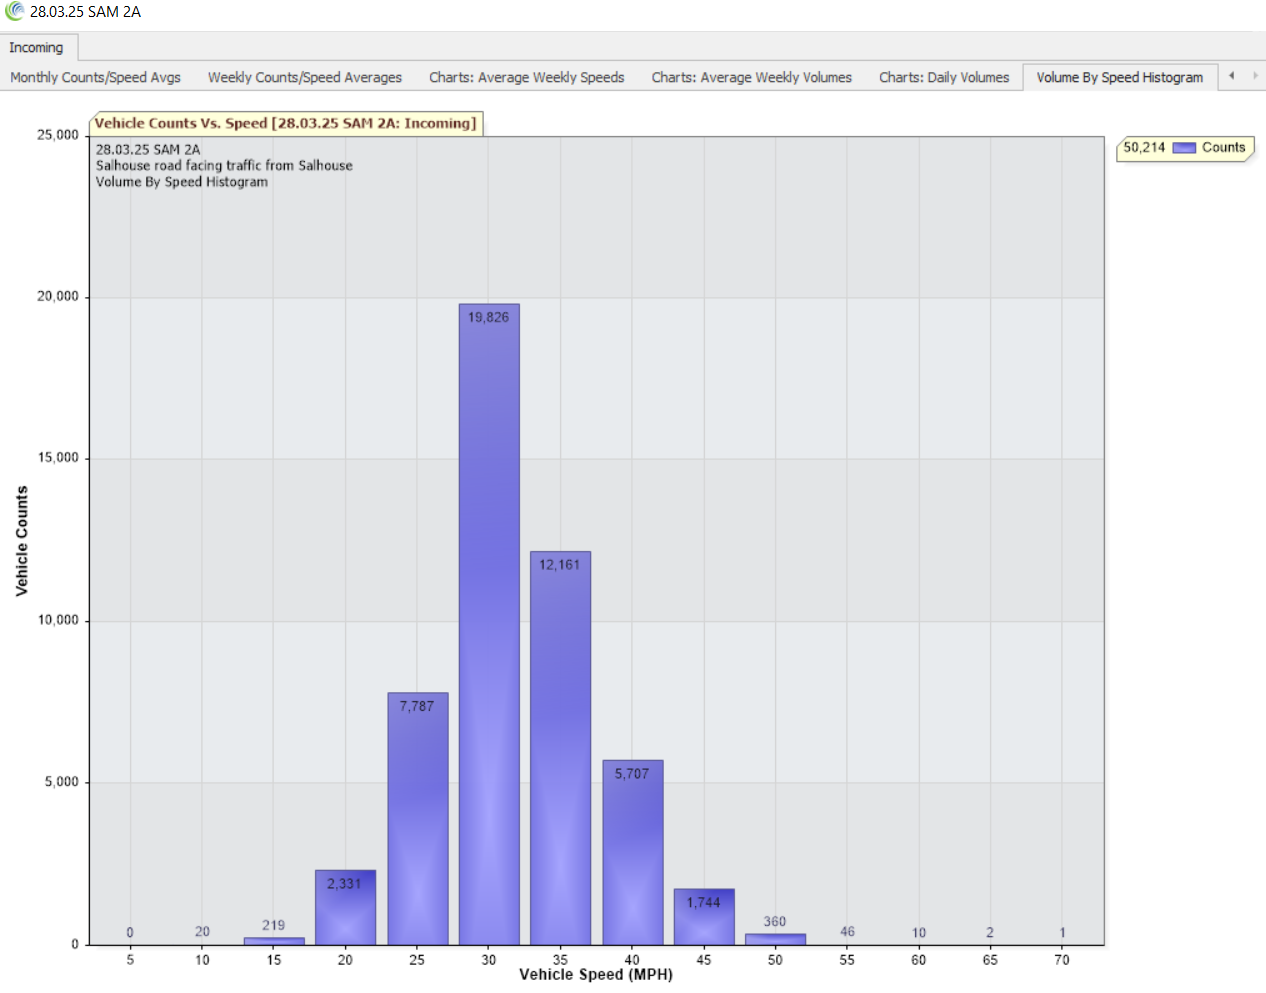 28.03.25 SAM 2A
Incoming
Monthly Counts/Speed Avgs Weekly Counts/Speed Averages Charts: Average Weekly Speeds Charts: Average Weekly Volumes Charts: Daily Volumes Volume By Speed Histogram
Vehicle Counts Vs. Speed [28.03.25 SAM 2A: Incoming]
28.03.25 SAM 2A
Salhouse road facing traffic from Salhouse
Volume By Speed Histogram
50,214 Counts
25,000
20,000
15,000
10,000
5,000
0
Vehicle Counts
0 20 219 2,331 7,787 19,826 12,161 5,707 1,744 360 46 10 2 1
5 10 15 20 25 30 35 40 45 50 55 60 65 70
Vehicle Speed (MPH)